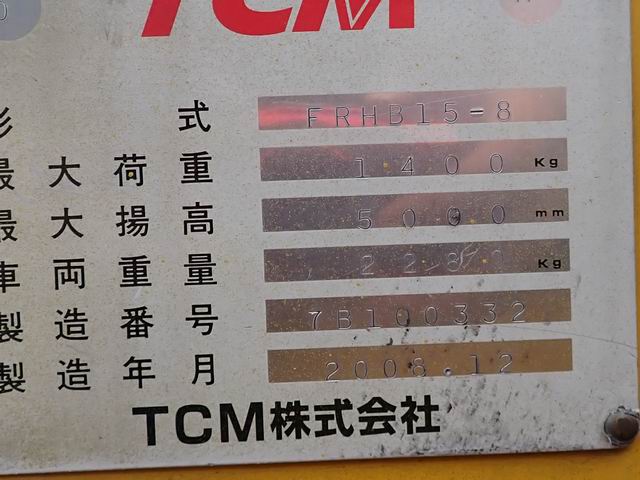 TCM
形 式 FRHB15-8
最大荷重 1400 Kg
最大揚高 5000 mm
車両重量 2280 Kg
製造番号 7B100332
製造年月 2008.12
TCM株式会社